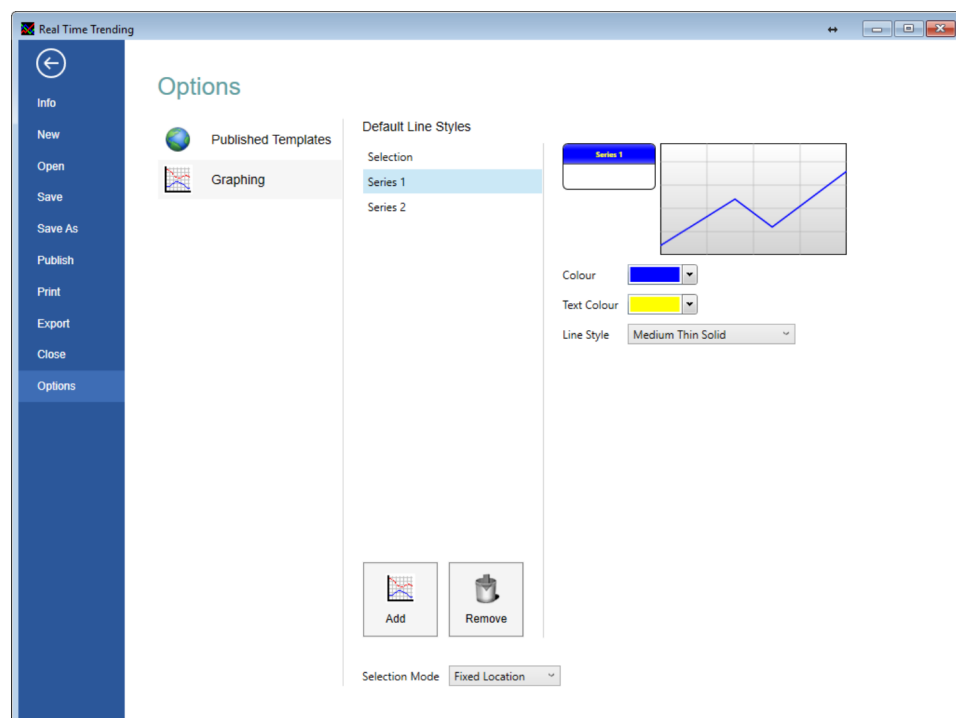 Real Time Trending
Info
New
Open
Save
Save As
Publish
Print
Export
Close
Options
Options
Published Templates
Graphing
Default Line Styles
Selection
Series 1
Series 2
Series 1
Colour
Text Colour
Line Style Medium Thin Solid
Add
Remove
Selection Mode Fixed Location